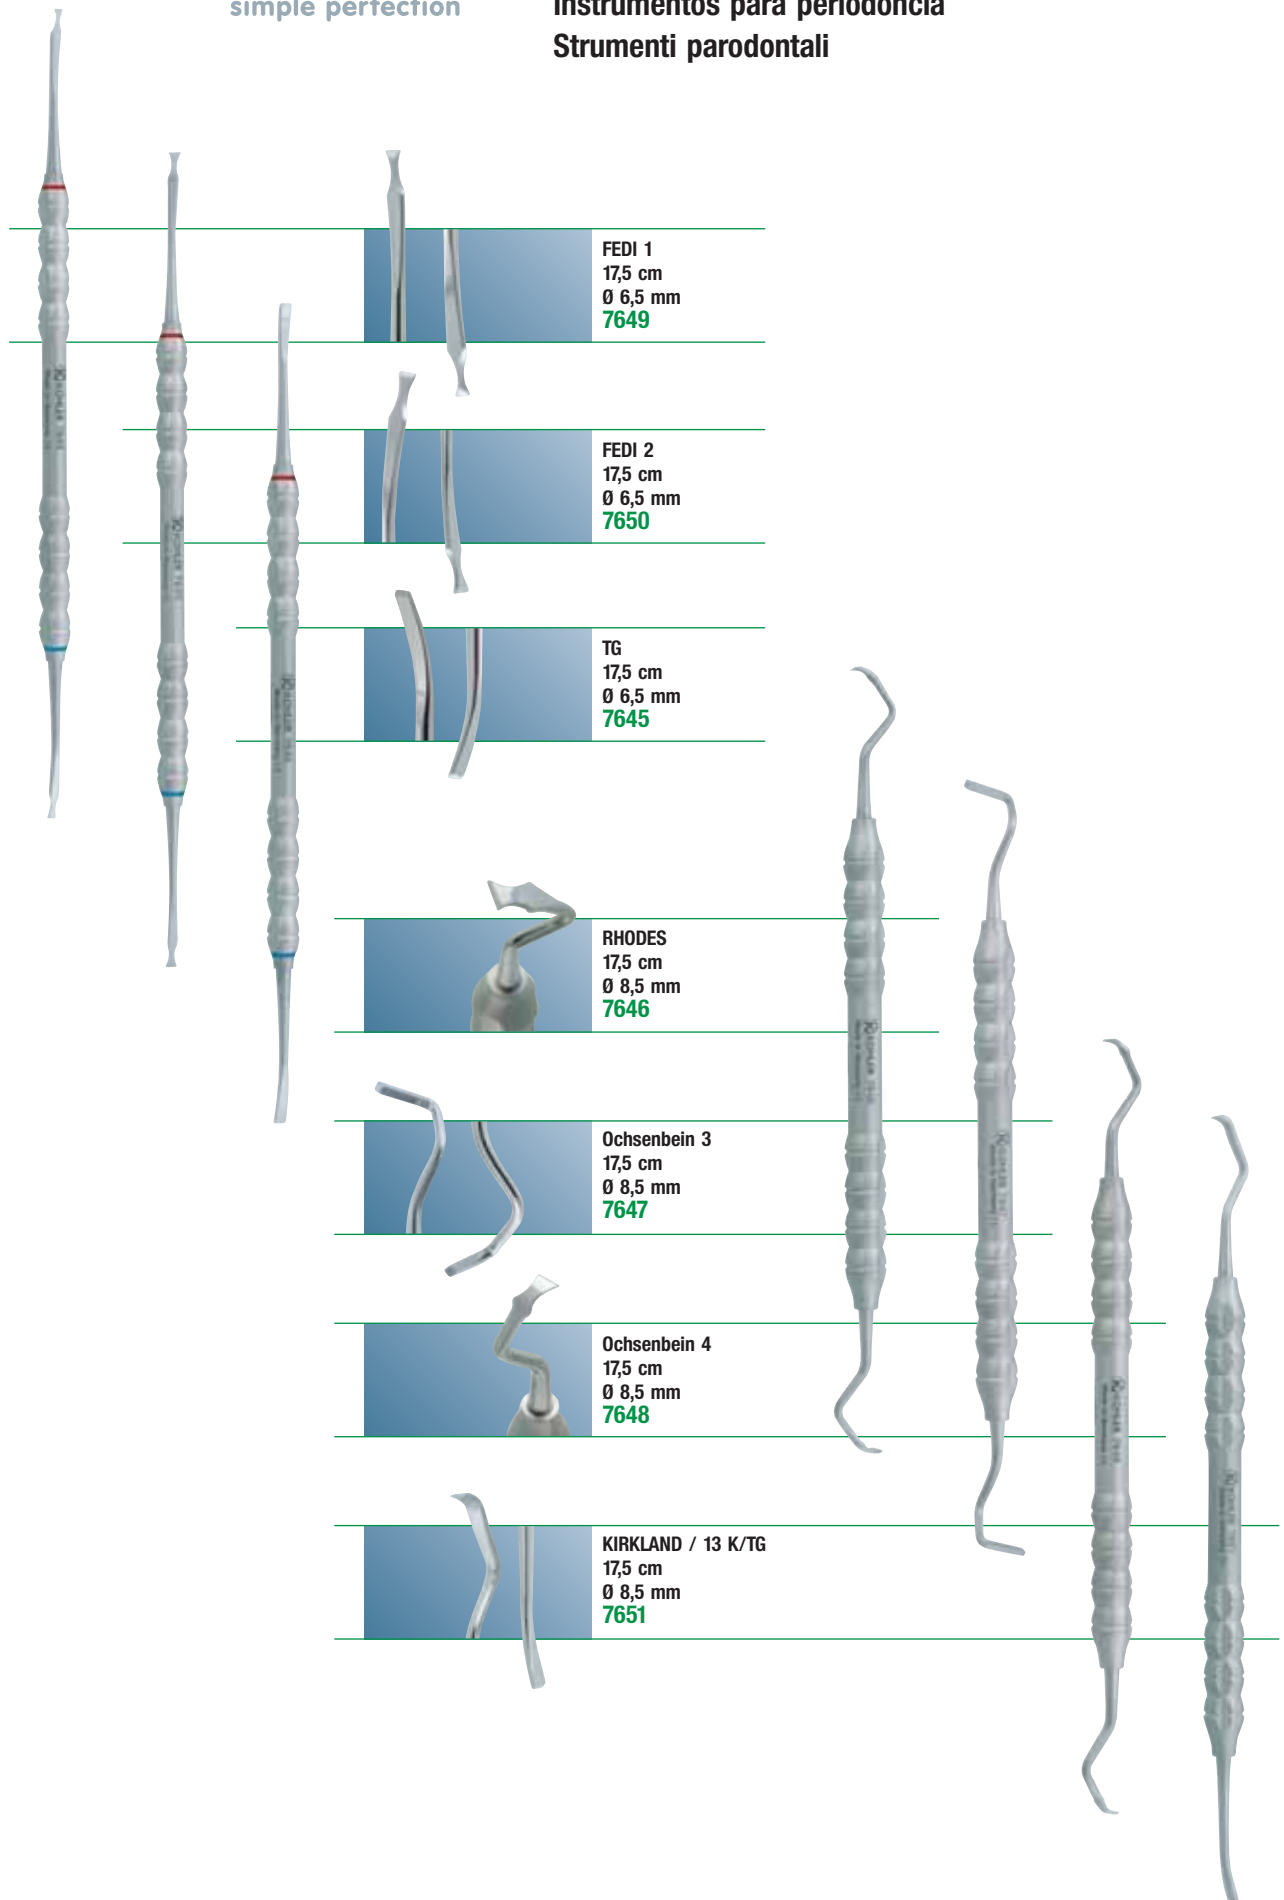 simple perfection
Instrumentos para periodoncia
Strumenti parodontali
FEDI 1
17,5 cm
Ø 6,5 mm
7649
FEDI 2
17,5 cm
Ø 6,5 mm
7650
TG
17,5 cm
Ø 6,5 mm
7645
RHODES
17,5 cm
Ø 8,5 mm
7646
Ochsenbein 3
17,5 cm
Ø 8,5 mm
7647
Ochsenbein 4
17,5 cm
Ø 8,5 mm
7648
KIRKLAND / 13 K/TG
17,5 cm
Ø 8,5 mm
7651